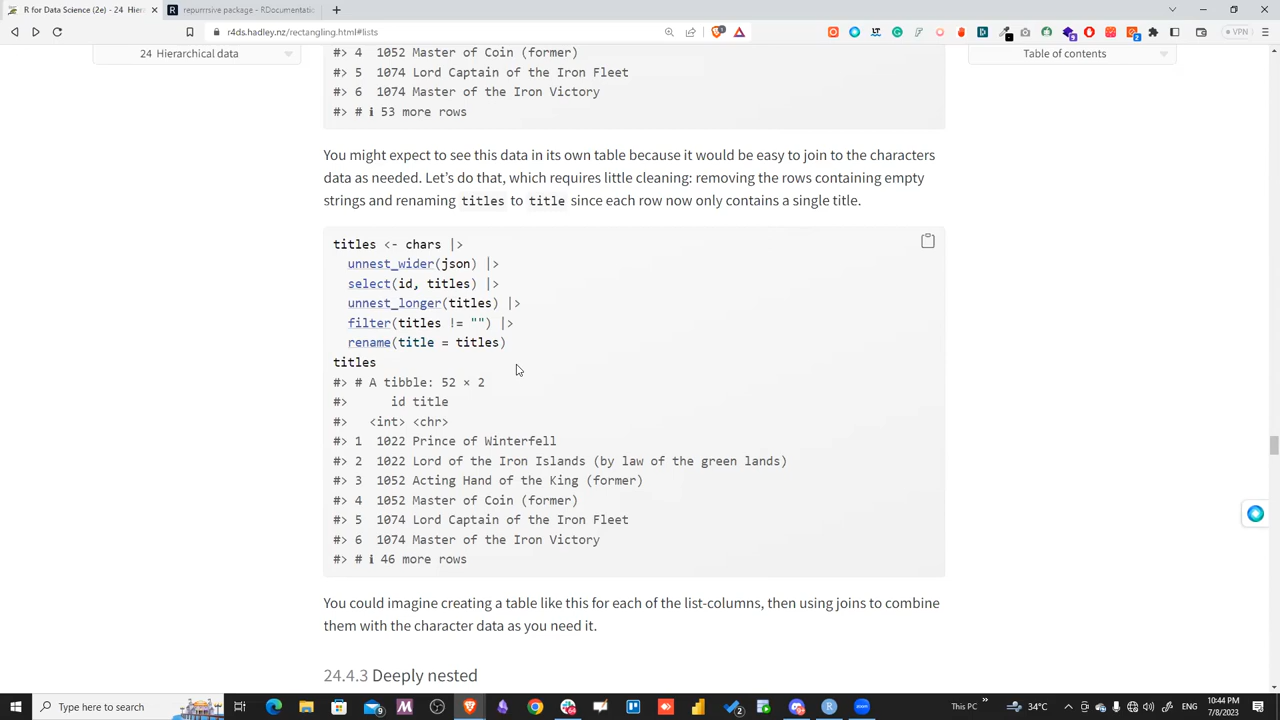 R for Data Science (2e) - 24 Hiera
repurrrsive package - RDocumentatic
r4ds.hadley.nz/rectangling.html#lists
VPN
24 Hierarchical data
Table of contents
#> 4  1052 Master of Coin (former)
#> 5  1074 Lord Captain of the Iron Fleet
#> 6  1074 Master of the Iron Victory
#> # ℹ 53 more rows
You might expect to see this data in its own table because it would be easy to join to the characters
data as needed. Let's do that, which requires little cleaning: removing the rows containing empty
strings and renaming titles to title since each row now only contains a single title.
titles <- chars |>
  unnest_wider(json) |>
  select(id, titles) |>
  unnest_longer(titles) |>
  filter(titles != "") |>
  rename(title = titles)
titles
#> # A tibble: 52 × 2
#>      id title
#>   <int> <chr>
#> 1  1022 Prince of Winterfell
#> 2  1022 Lord of the Iron Islands (by law of the green lands)
#> 3  1052 Acting Hand of the King (former)
#> 4  1052 Master of Coin (former)
#> 5  1074 Lord Captain of the Iron Fleet
#> 6  1074 Master of the Iron Victory
#> # ℹ 46 more rows
You could imagine creating a table like this for each of the list-columns, then using joins to combine
them with the character data as you need it.
24.4.3 Deeply nested
Type here to search
This PC
34°C
10:44 PM
7/8/2023